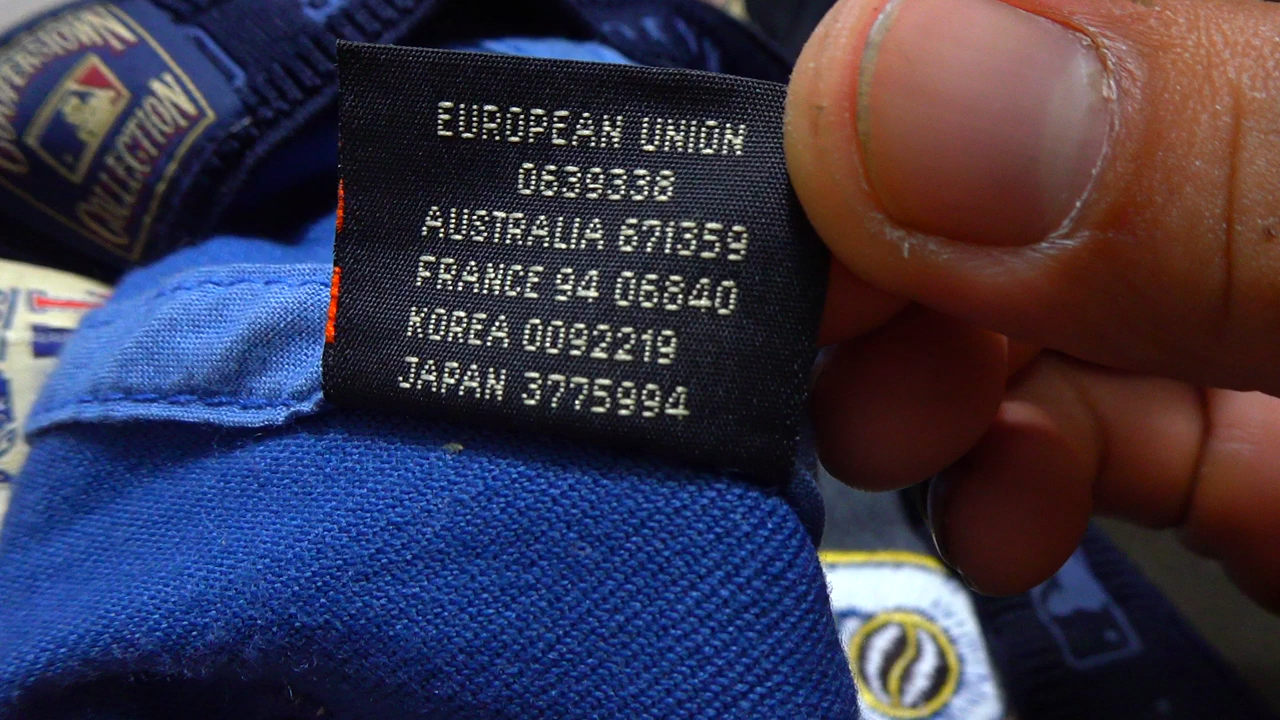 EUROPEAN UNION
0639338
AUSTRALIA 671359
FRANCE 94 06840
KOREA 0092219
JAPAN 3775994
COOPERSTOWN
COLLECTION